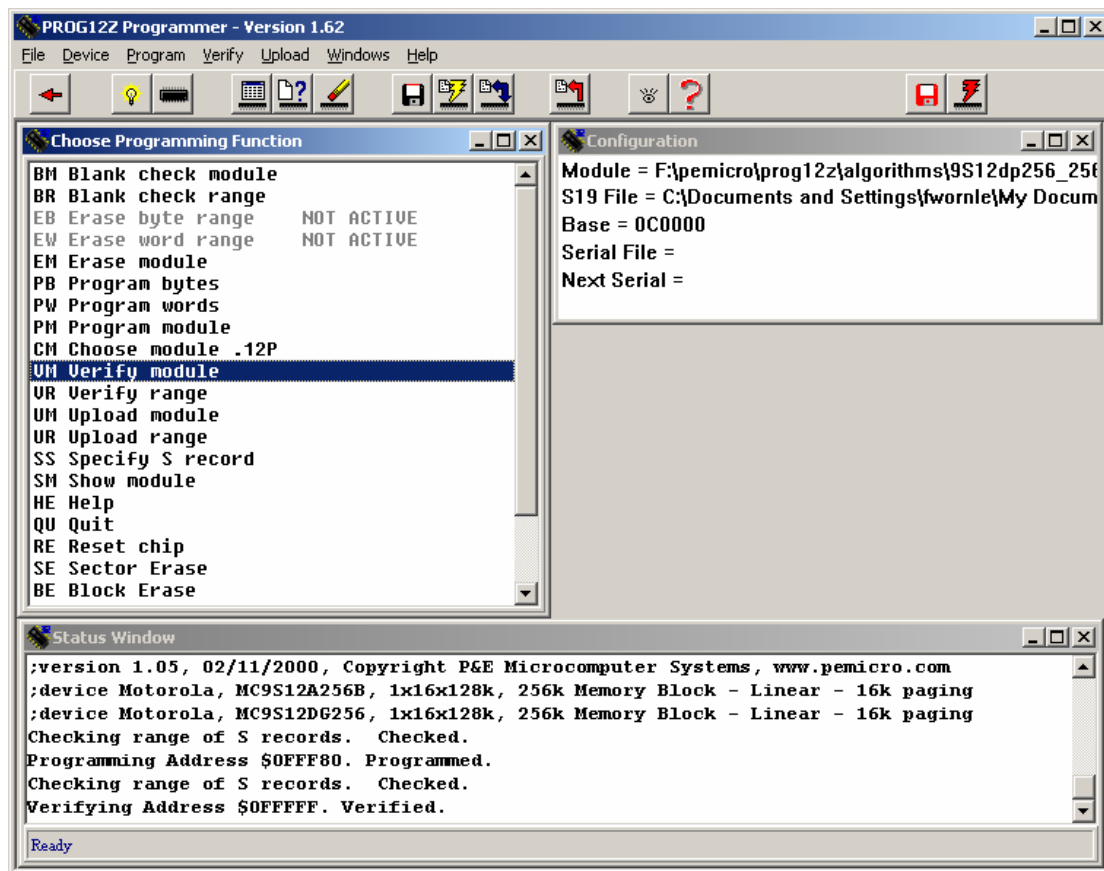 PROG12Z Programmer - Version 1.62
File Device Program Verify Upload Windows Help
Choose Programming Function
BM Blank check module
BR Blank check range
EB Erase byte range NOT ACTIVE
EW Erase word range NOT ACTIVE
EM Erase module
PB Program bytes
PW Program words
PM Program module
CM Choose module .12P
VM Verify module
VR Verify range
UM Upload module
UR Upload range
SS Specify S record
SM Show module
HE Help
QU Quit
RE Reset chip
SE Sector Erase
BE Block Erase
Configuration
Module = F:\pemicro\prog12z\algorithms\9S12dp256_256
S19 File = C:\Documents and Settings\fwornle\My Docum
Base = 0C0000
Serial File =
Next Serial =
Status Window
;version 1.05, 02/11/2000, Copyright P&E Microcomputer Systems, www.pemicro.com
;device Motorola, MC9S12A256B, 1x16x128k, 256k Memory Block - Linear - 16k paging
;device Motorola, MC9S12DG256, 1x16x128k, 256k Memory Block - Linear - 16k paging
Checking range of S records. Checked.
Programming Address $0FFF80. Programmed.
Checking range of S records. Checked.
Verifying Address $0FFFFF. Verified.
Ready